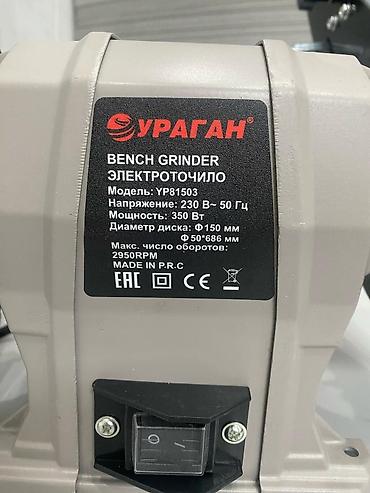 УРАГАН®
BENCH GRINDER
ЭЛЕКТРОТОЧИЛО
Модель: YP81503
Напряжение: 230 В~ 50 Гц
Мощность: 350 Вт
Диаметр диска: Ф150 мм
Ф50*686 мм
Макс. число оборотов:
2950RPM
MADE IN P.R.C
EAC CE